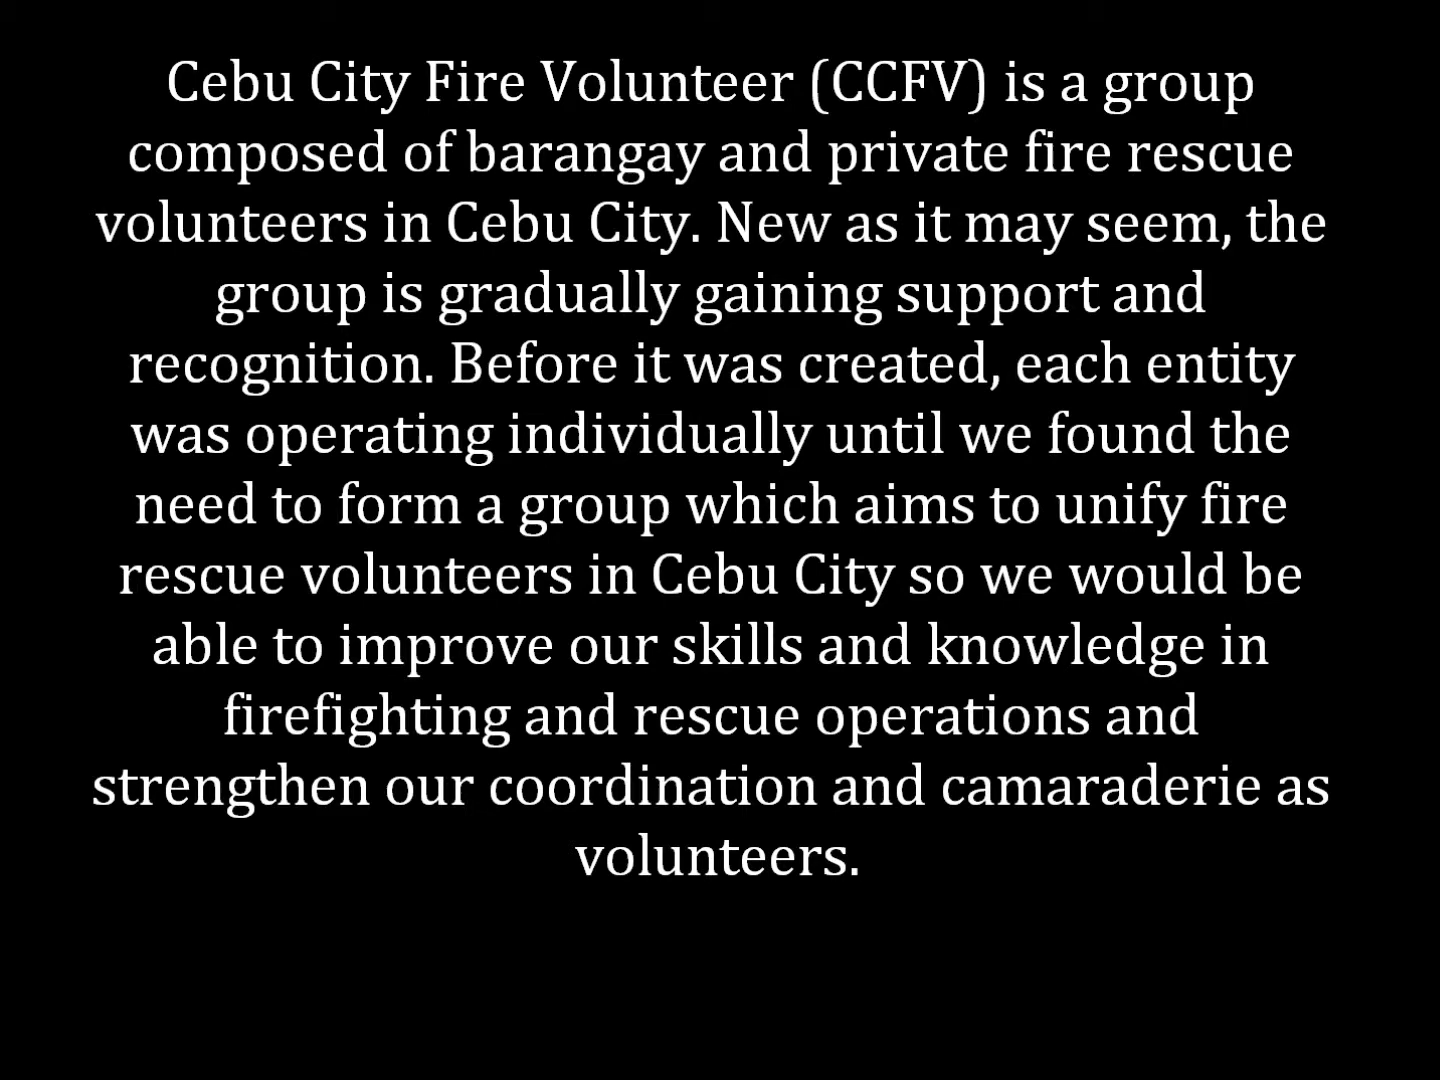 Cebu City Fire Volunteer (CCFV) is a group
composed of barangay and private fire rescue
volunteers in Cebu City. New as it may seem, the
group is gradually gaining support and
recognition. Before it was created, each entity
was operating individually until we found the
need to form a group which aims to unify fire
rescue volunteers in Cebu City so we would be
able to improve our skills and knowledge in
firefighting and rescue operations and
strengthen our coordination and camaraderie as
volunteers.